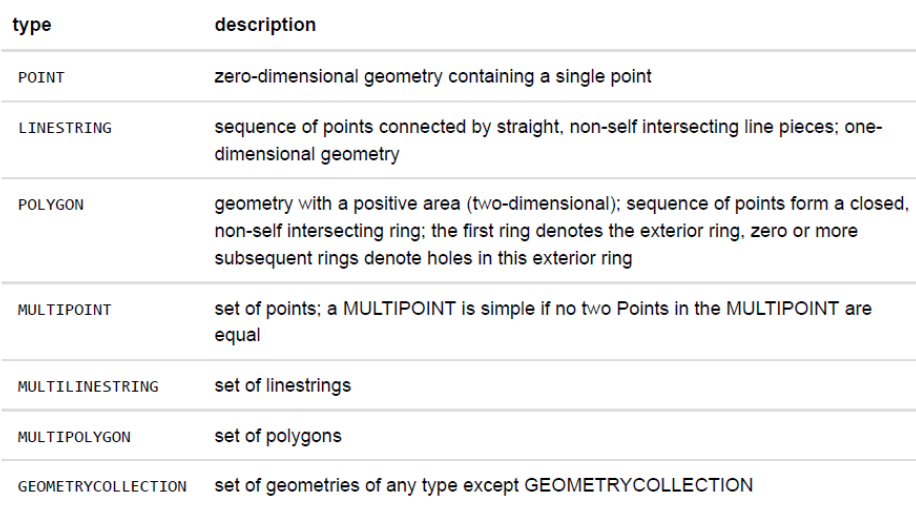 type description
POINT zero-dimensional geometry containing a single point
LINESTRING sequence of points connected by straight, non-self intersecting line pieces; one-
dimensional geometry
POLYGON geometry with a positive area (two-dimensional); sequence of points form a closed,
non-self intersecting ring; the first ring denotes the exterior ring, zero or more
subsequent rings denote holes in this exterior ring
MULTIPOINT set of points; a MULTIPOINT is simple if no two Points in the MULTIPOINT are
equal
MULTILINESTRING set of linestrings
MULTIPOLYGON set of polygons
GEOMETRYCOLLECTION set of geometries of any type except GEOMETRYCOLLECTION